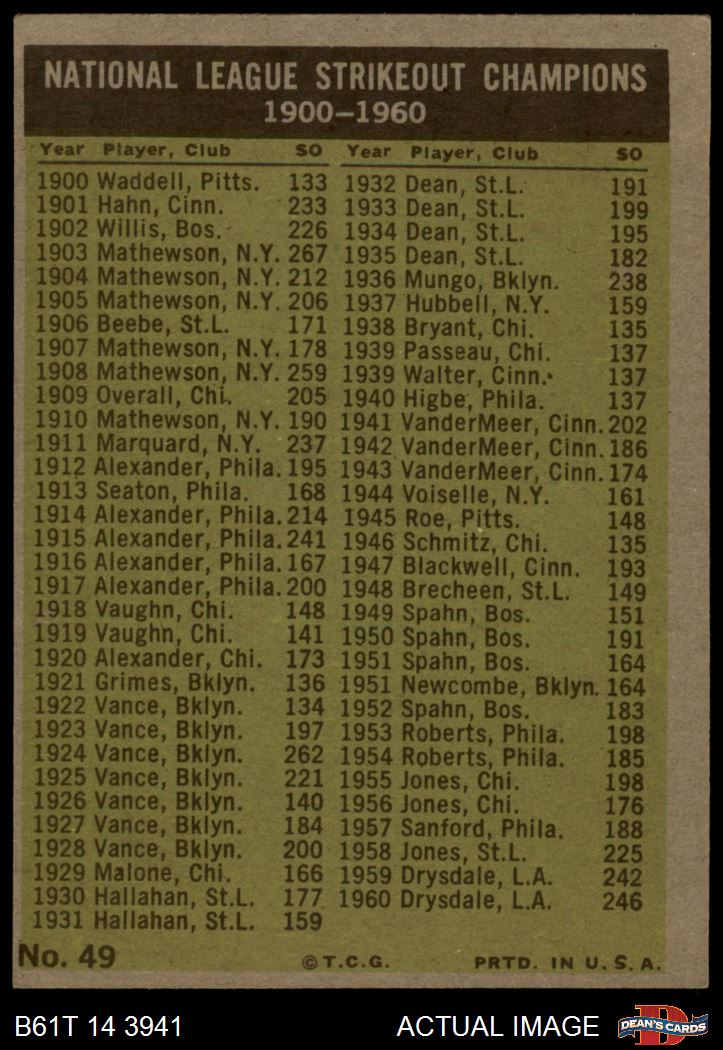 NATIONAL LEAGUE STRIKEOUT CHAMPIONS
1900–1960
Year Player, Club SO
1900 Waddell, Pitts. 133
1901 Hahn, Cinn. 233
1902 Willis, Bos. 226
1903 Mathewson, N.Y. 267
1904 Mathewson, N.Y. 212
1905 Mathewson, N.Y. 206
1906 Beebe, St.L. 171
1907 Mathewson, N.Y. 178
1908 Mathewson, N.Y. 259
1909 Overall, Chi. 205
1910 Mathewson, N.Y. 190
1911 Marquard, N.Y. 237
1912 Alexander, Phila. 195
1913 Seaton, Phila. 168
1914 Alexander, Phila. 214
1915 Alexander, Phila. 241
1916 Alexander, Phila. 167
1917 Alexander, Phila. 200
1918 Vaughn, Chi. 148
1919 Vaughn, Chi. 141
1920 Alexander, Chi. 173
1921 Grimes, Bklyn. 136
1922 Vance, Bklyn. 134
1923 Vance, Bklyn. 197
1924 Vance, Bklyn. 262
1925 Vance, Bklyn. 221
1926 Vance, Bklyn. 140
1927 Vance, Bklyn. 184
1928 Vance, Bklyn. 200
1929 Malone, Chi. 166
1930 Hallahan, St.L. 177
1931 Hallahan, St.L. 159
Year Player, Club SO
1932 Dean, St.L. 191
1933 Dean, St.L. 199
1934 Dean, St.L. 195
1935 Dean, St.L. 182
1936 Mungo, Bklyn. 238
1937 Hubbell, N.Y. 159
1938 Bryant, Chi. 135
1939 Passeau, Chi. 137
1939 Walter, Cinn. 137
1940 Higbe, Phila. 137
1941 VanderMeer, Cinn. 202
1942 VanderMeer, Cinn. 186
1943 VanderMeer, Cinn. 174
1944 Voiselle, N.Y. 161
1945 Roe, Pitts. 148
1946 Schmitz, Chi. 135
1947 Blackwell, Cinn. 193
1948 Brecheen, St.L. 149
1949 Spahn, Bos. 151
1950 Spahn, Bos. 191
1951 Spahn, Bos. 164
1951 Newcombe, Bklyn. 164
1952 Spahn, Bos. 183
1953 Roberts, Phila. 198
1954 Roberts, Phila. 185
1955 Jones, Chi. 198
1956 Jones, Chi. 176
1957 Sanford, Phila. 188
1958 Jones, St.L. 225
1959 Drysdale, L.A. 242
1960 Drysdale, L.A. 246
No. 49 © T.C.G. PRTD. IN U.S.A.
B61T 14 3941 ACTUAL IMAGE DEAN'S CARDS